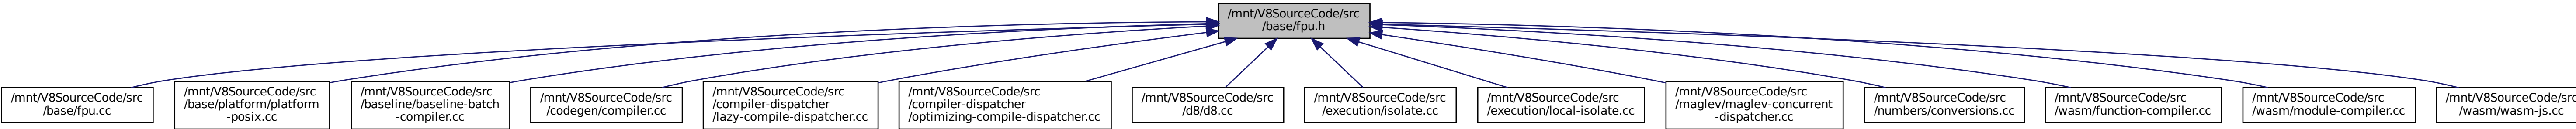 /mnt/V8SourceCode/src
/base/fpu.h
/mnt/V8SourceCode/src
/base/fpu.cc
/mnt/V8SourceCode/src
/base/platform/platform
-posix.cc
/mnt/V8SourceCode/src
/baseline/baseline-batch
-compiler.cc
/mnt/V8SourceCode/src
/codegen/compiler.cc
/mnt/V8SourceCode/src
/compiler-dispatcher
/lazy-compile-dispatcher.cc
/mnt/V8SourceCode/src
/compiler-dispatcher
/optimizing-compile-dispatcher.cc
/mnt/V8SourceCode/src
/d8/d8.cc
/mnt/V8SourceCode/src
/execution/isolate.cc
/mnt/V8SourceCode/src
/execution/local-isolate.cc
/mnt/V8SourceCode/src
/maglev/maglev-concurrent
-dispatcher.cc
/mnt/V8SourceCode/src
/numbers/conversions.cc
/mnt/V8SourceCode/src
/wasm/function-compiler.cc
/mnt/V8SourceCode/src
/wasm/module-compiler.cc
/mnt/V8SourceCode/src
/wasm/wasm-js.cc